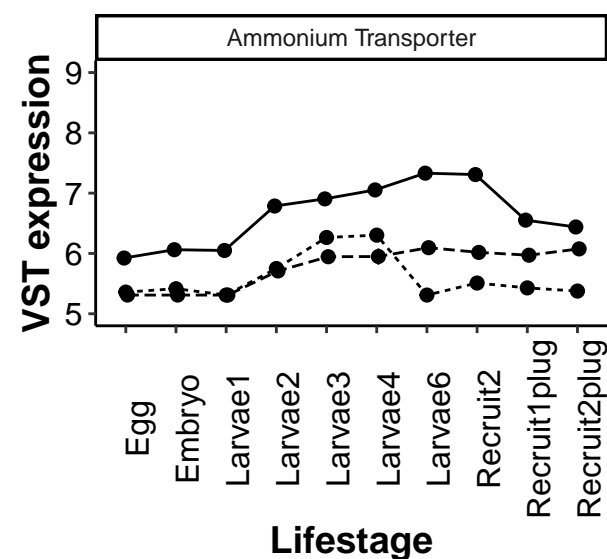 Ammonium Transporter
VST expression
9
8
7
6
5
Egg
Embryo
Larvae1
Larvae2
Larvae3
Larvae4
Larvae6
Recruit2
Recruit1plug
Recruit2plug
Lifestage